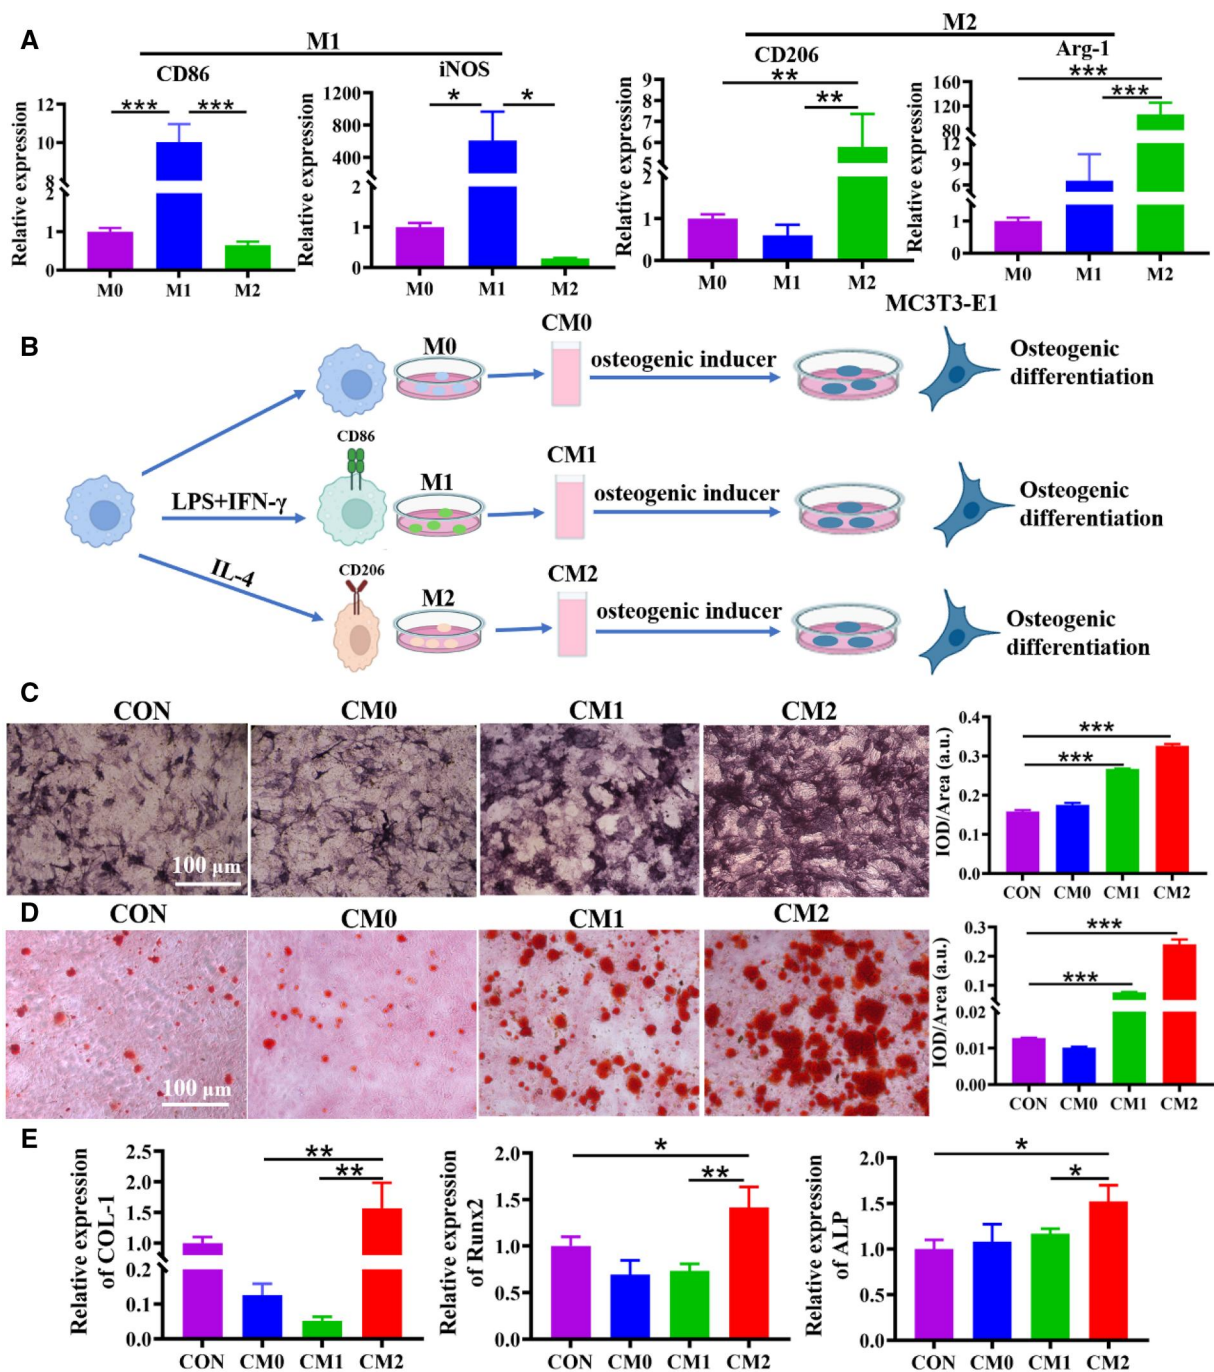 A
M1
M2
CD86
iNOS
CD206
Arg-1
Relative expression
12
10
8
2
1
0
*** ***
M0 M1 M2
Relative expression
1200
800
400
2
1
0
* *
M0 M1 M2
Relative expression
9
8
7
6
5
2
1
0
**
**
M0 M1 M2
Relative expression
160
120
80
12
9
6
1
0
***
***
M0 M1 M2
B
MC3T3-E1
M0
CM0
osteogenic inducer
Osteogenic
differentiation
CD86
LPS+IFN-γ
M1
CM1
osteogenic inducer
Osteogenic
differentiation
IL-4
CD206
M2
CM2
osteogenic inducer
Osteogenic
differentiation
C
CON CM0 CM1 CM2
100 μm
IOD/Area (a.u.)
0.4
0.3
0.2
0.1
0.0
***
***
CON CM0 CM1 CM2
D
CON CM0 CM1 CM2
100 μm
IOD/Area (a.u.)
0.3
0.2
0.1
0.02
0.01
0.00
***
***
CON CM0 CM1 CM2
E
Relative expression
of COL-1
2.5
2.0
1.5
1.0
0.2
0.1
0.0
**
**
CON CM0 CM1 CM2
Relative expression
of Runx2
2.0
1.5
1.0
0.5
0.0
*
**
CON CM0 CM1 CM2
Relative expression
of ALP
2.0
1.5
1.0
0.5
0.0
*
*
CON CM0 CM1 CM2